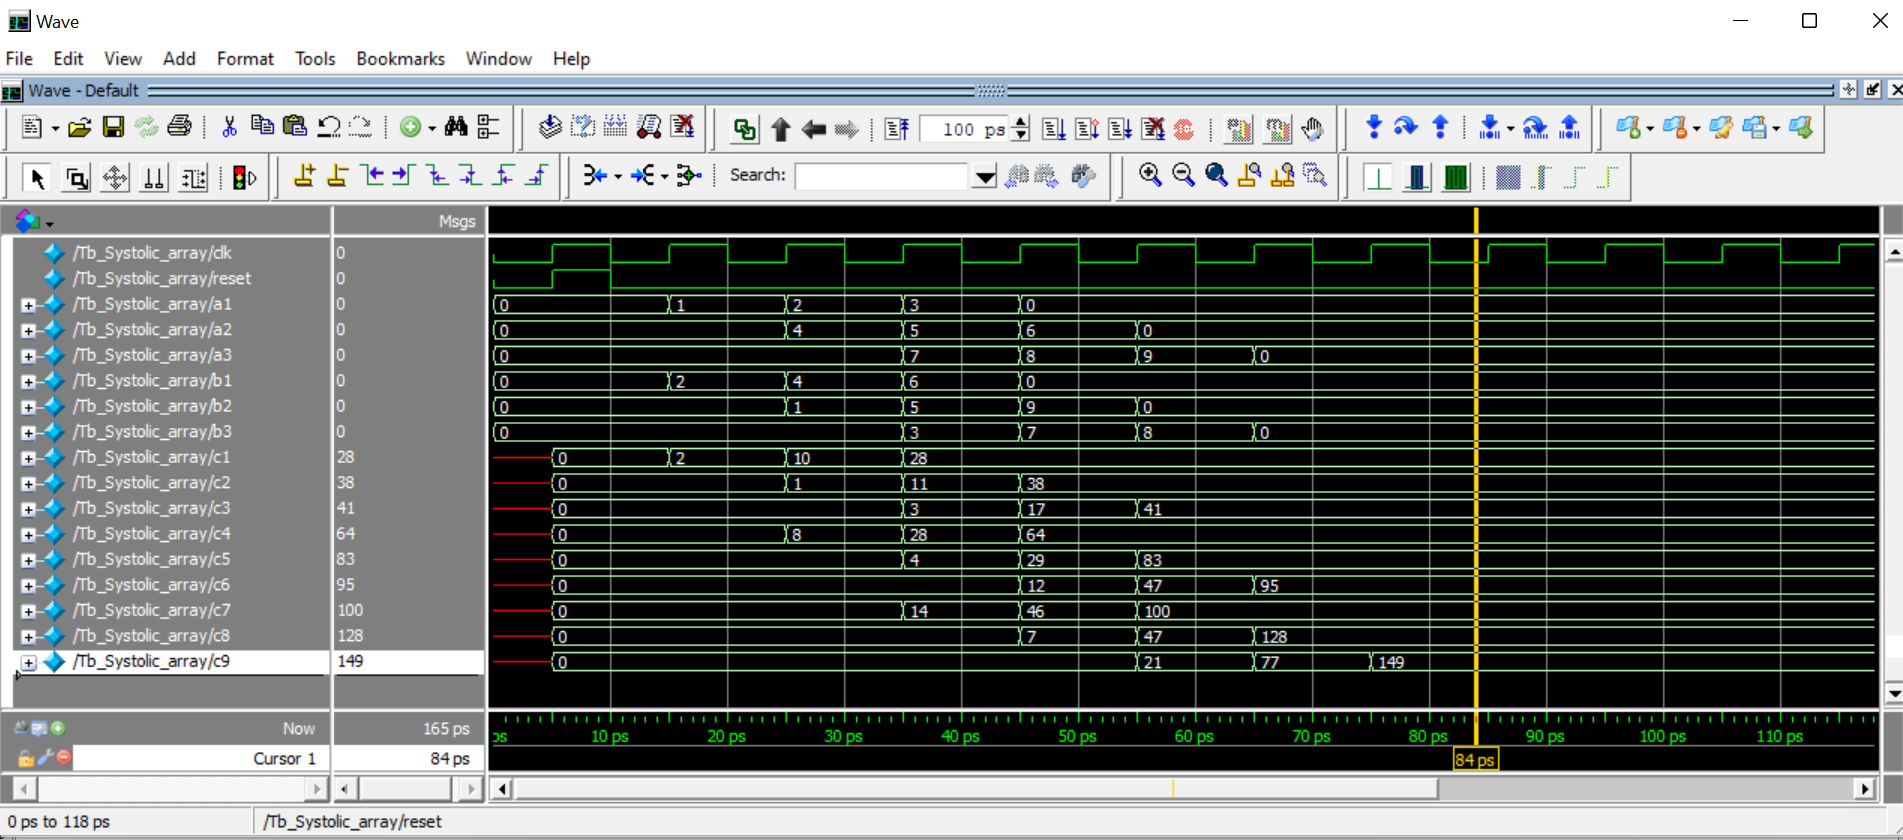 Wave
File Edit View Add Format Tools Bookmarks Window Help
Wave - Default
100 ps
Search:
Msgs
/Tb_Systolic_array/clk 0
/Tb_Systolic_array/reset 0
/Tb_Systolic_array/a1 0 0 1 2 3 0
/Tb_Systolic_array/a2 0 0 4 5 6 0
/Tb_Systolic_array/a3 0 0 7 8 9 0
/Tb_Systolic_array/b1 0 0 2 4 6 0
/Tb_Systolic_array/b2 0 0 1 5 9 0
/Tb_Systolic_array/b3 0 0 3 7 8 0
/Tb_Systolic_array/c1 28 0 2 10 28
/Tb_Systolic_array/c2 38 0 1 11 38
/Tb_Systolic_array/c3 41 0 3 17 41
/Tb_Systolic_array/c4 64 0 8 28 64
/Tb_Systolic_array/c5 83 0 4 29 83
/Tb_Systolic_array/c6 95 0 12 47 95
/Tb_Systolic_array/c7 100 0 14 46 100
/Tb_Systolic_array/c8 128 0 7 47 128
/Tb_Systolic_array/c9 149 0 21 77 149
Now 165 ps ps 10 ps 20 ps 30 ps 40 ps 50 ps 60 ps 70 ps 80 ps 90 ps 100 ps 110 ps
Cursor 1 84 ps 84 ps
0 ps to 118 ps /Tb_Systolic_array/reset